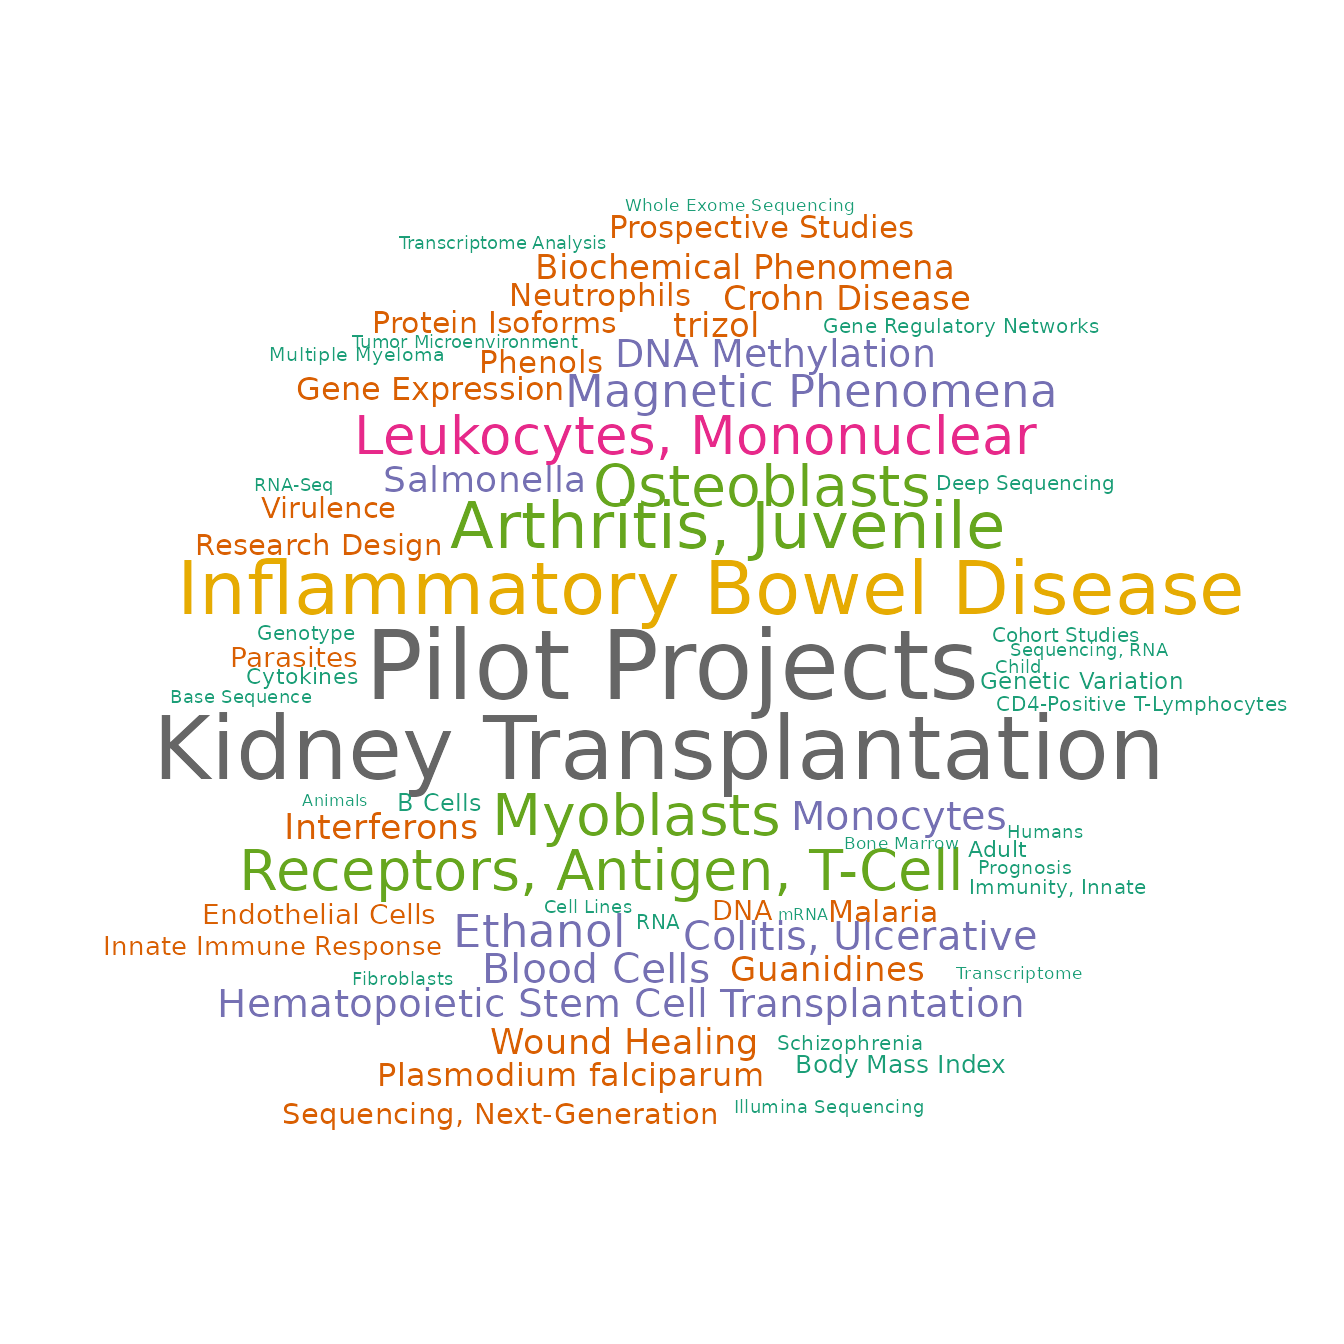 Whole Exome Sequencing
Prospective Studies
Transcriptome Analysis
Biochemical Phenomena
Neutrophils
Crohn Disease
Protein Isoforms
trizol
Gene Regulatory Networks
Tumor Microenvironment
Multiple Myeloma
Phenols
DNA Methylation
Gene Expression
Magnetic Phenomena
Leukocytes, Mononuclear
Salmonella
Osteoblasts
Deep Sequencing
RNA-Seq
Virulence
Arthritis, Juvenile
Research Design
Inflammatory Bowel Disease
Genotype
Cohort Studies
Sequencing, RNA
Parasites
Pilot Projects
Child
Cytokines
Genetic Variation
Base Sequence
CD4-Positive T-Lymphocytes
Kidney Transplantation
Animals
B Cells
Myoblasts
Monocytes
Interferons
Humans
Bone Marrow
Adult
Receptors, Antigen, T-Cell
Prognosis
Immunity, Innate
Endothelial Cells
Cell Lines
RNA
DNA
mRNA
Malaria
Innate Immune Response
Ethanol
Colitis, Ulcerative
Blood Cells
Guanidines
Transcriptome
Fibroblasts
Hematopoietic Stem Cell Transplantation
Wound Healing
Schizophrenia
Body Mass Index
Plasmodium falciparum
Sequencing, Next-Generation
Illumina Sequencing